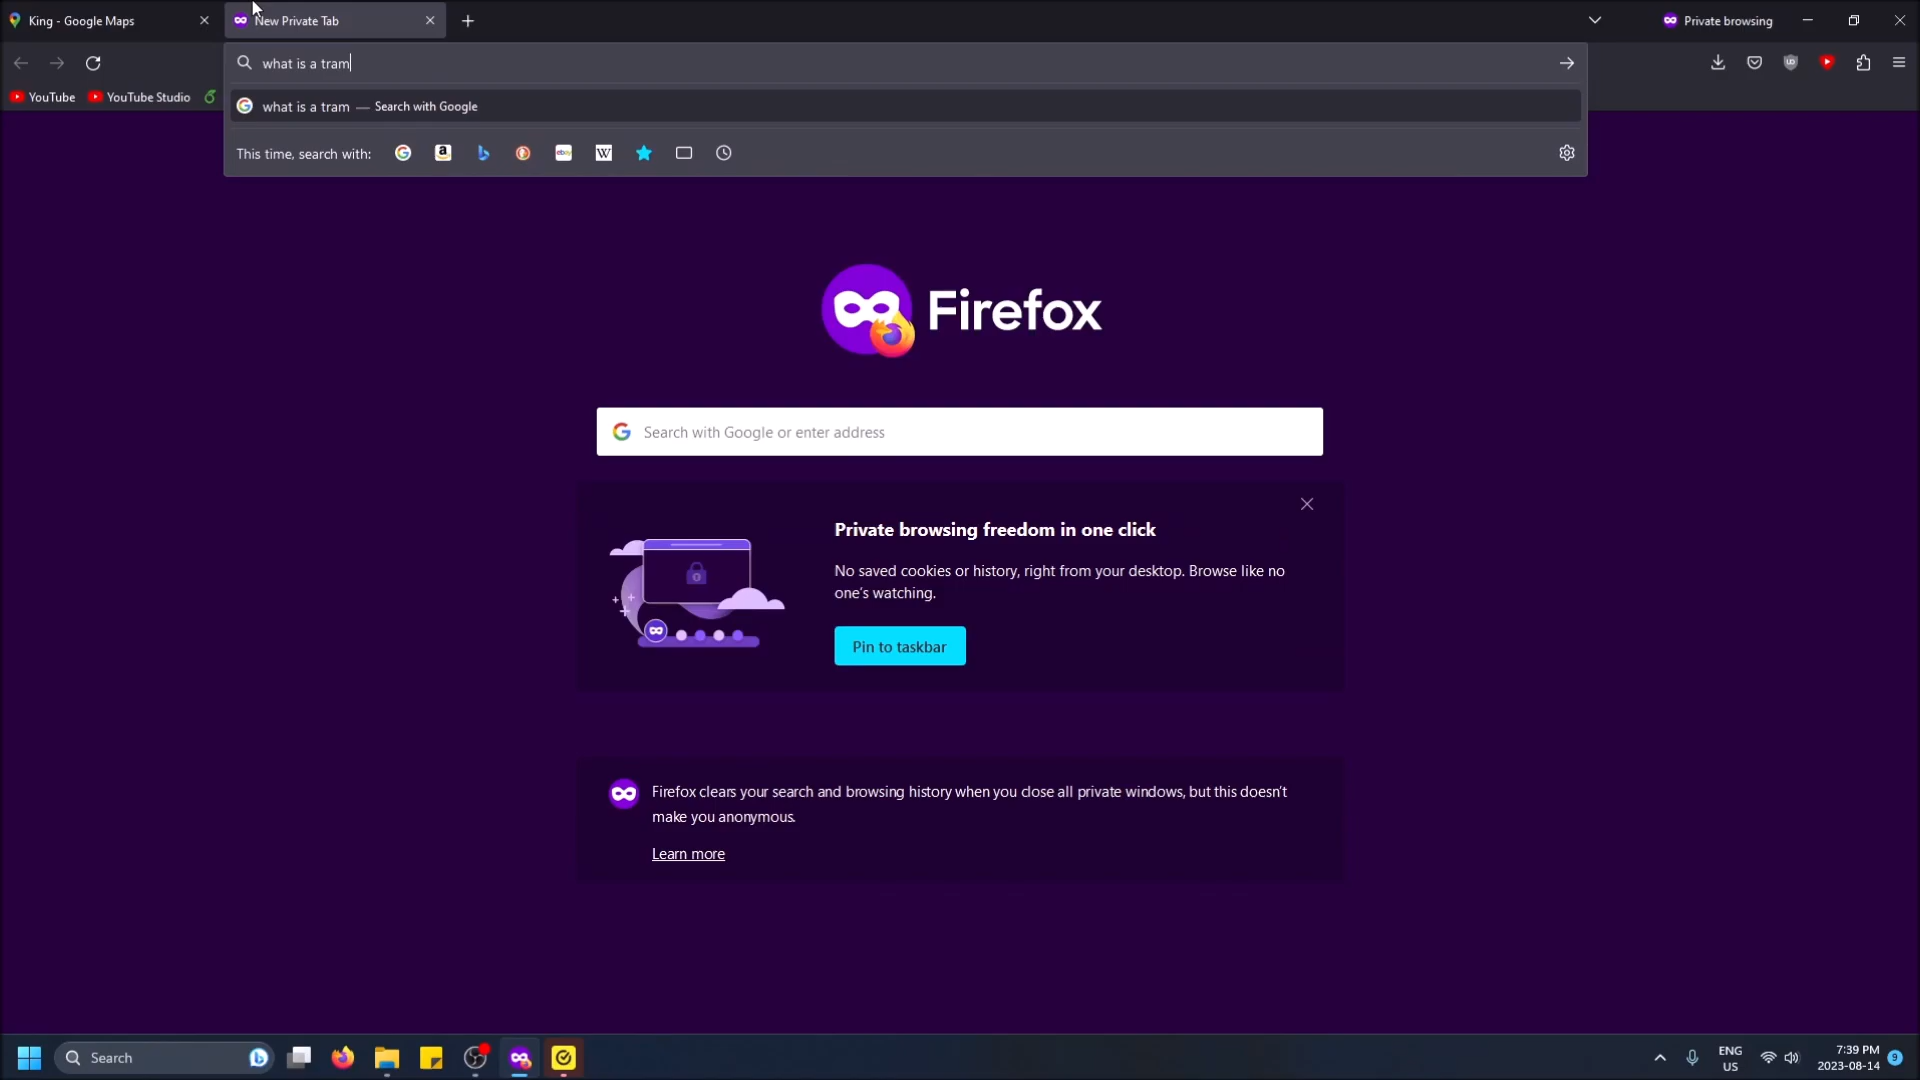 King - Google Maps
New Private Tab
Private browsing
what is a tram
YouTube
YouTube Studio
what is a tram — Search with Google
This time, search with:
Firefox
Search with Google or enter address
Private browsing freedom in one click
No saved cookies or history, right from your desktop. Browse like no
one's watching.
Pin to taskbar
Firefox clears your search and browsing history when you close all private windows, but this doesn't
make you anonymous.
Learn more
Search
ENG
US
7:39 PM
2023-08-14
9